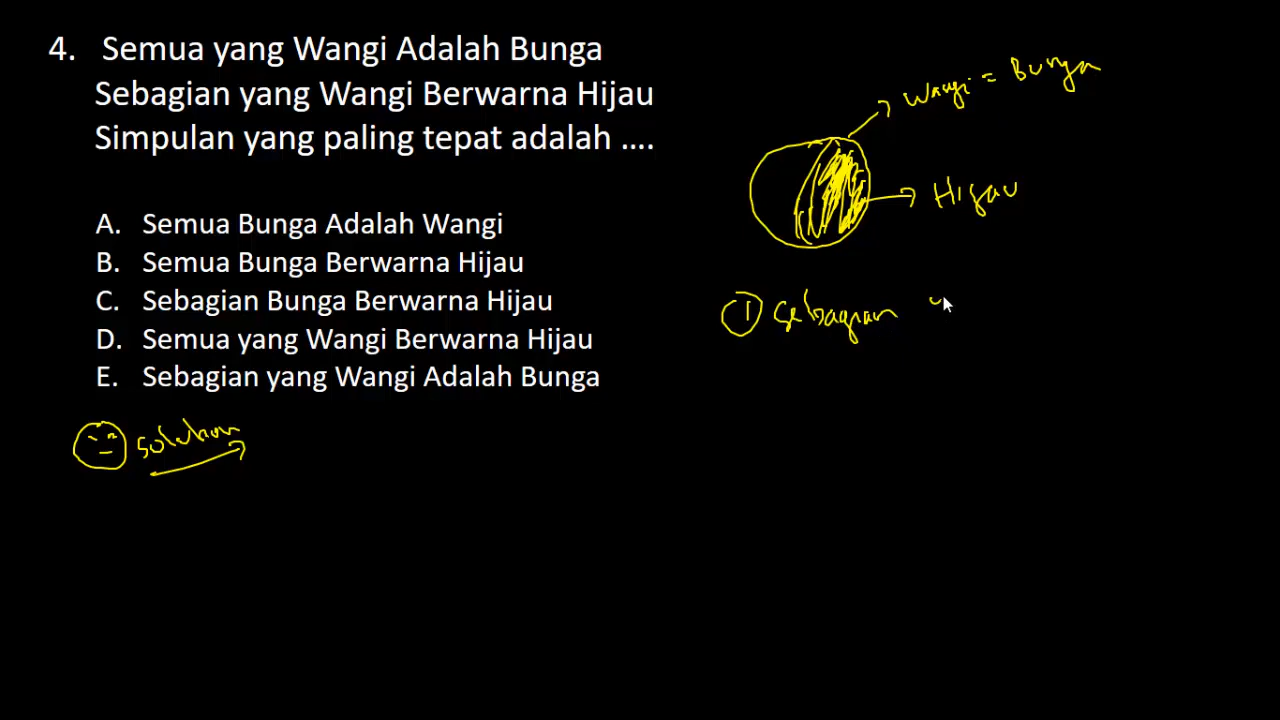 4. Semua yang Wangi Adalah Bunga
Sebagian yang Wangi Berwarna Hijau
Simpulan yang paling tepat adalah ....
A. Semua Bunga Adalah Wangi
B. Semua Bunga Berwarna Hijau
C. Sebagian Bunga Berwarna Hijau
D. Semua yang Wangi Berwarna Hijau
E. Sebagian yang Wangi Adalah Bunga
Wangi = Bunga
Hijau
1 Sebagian